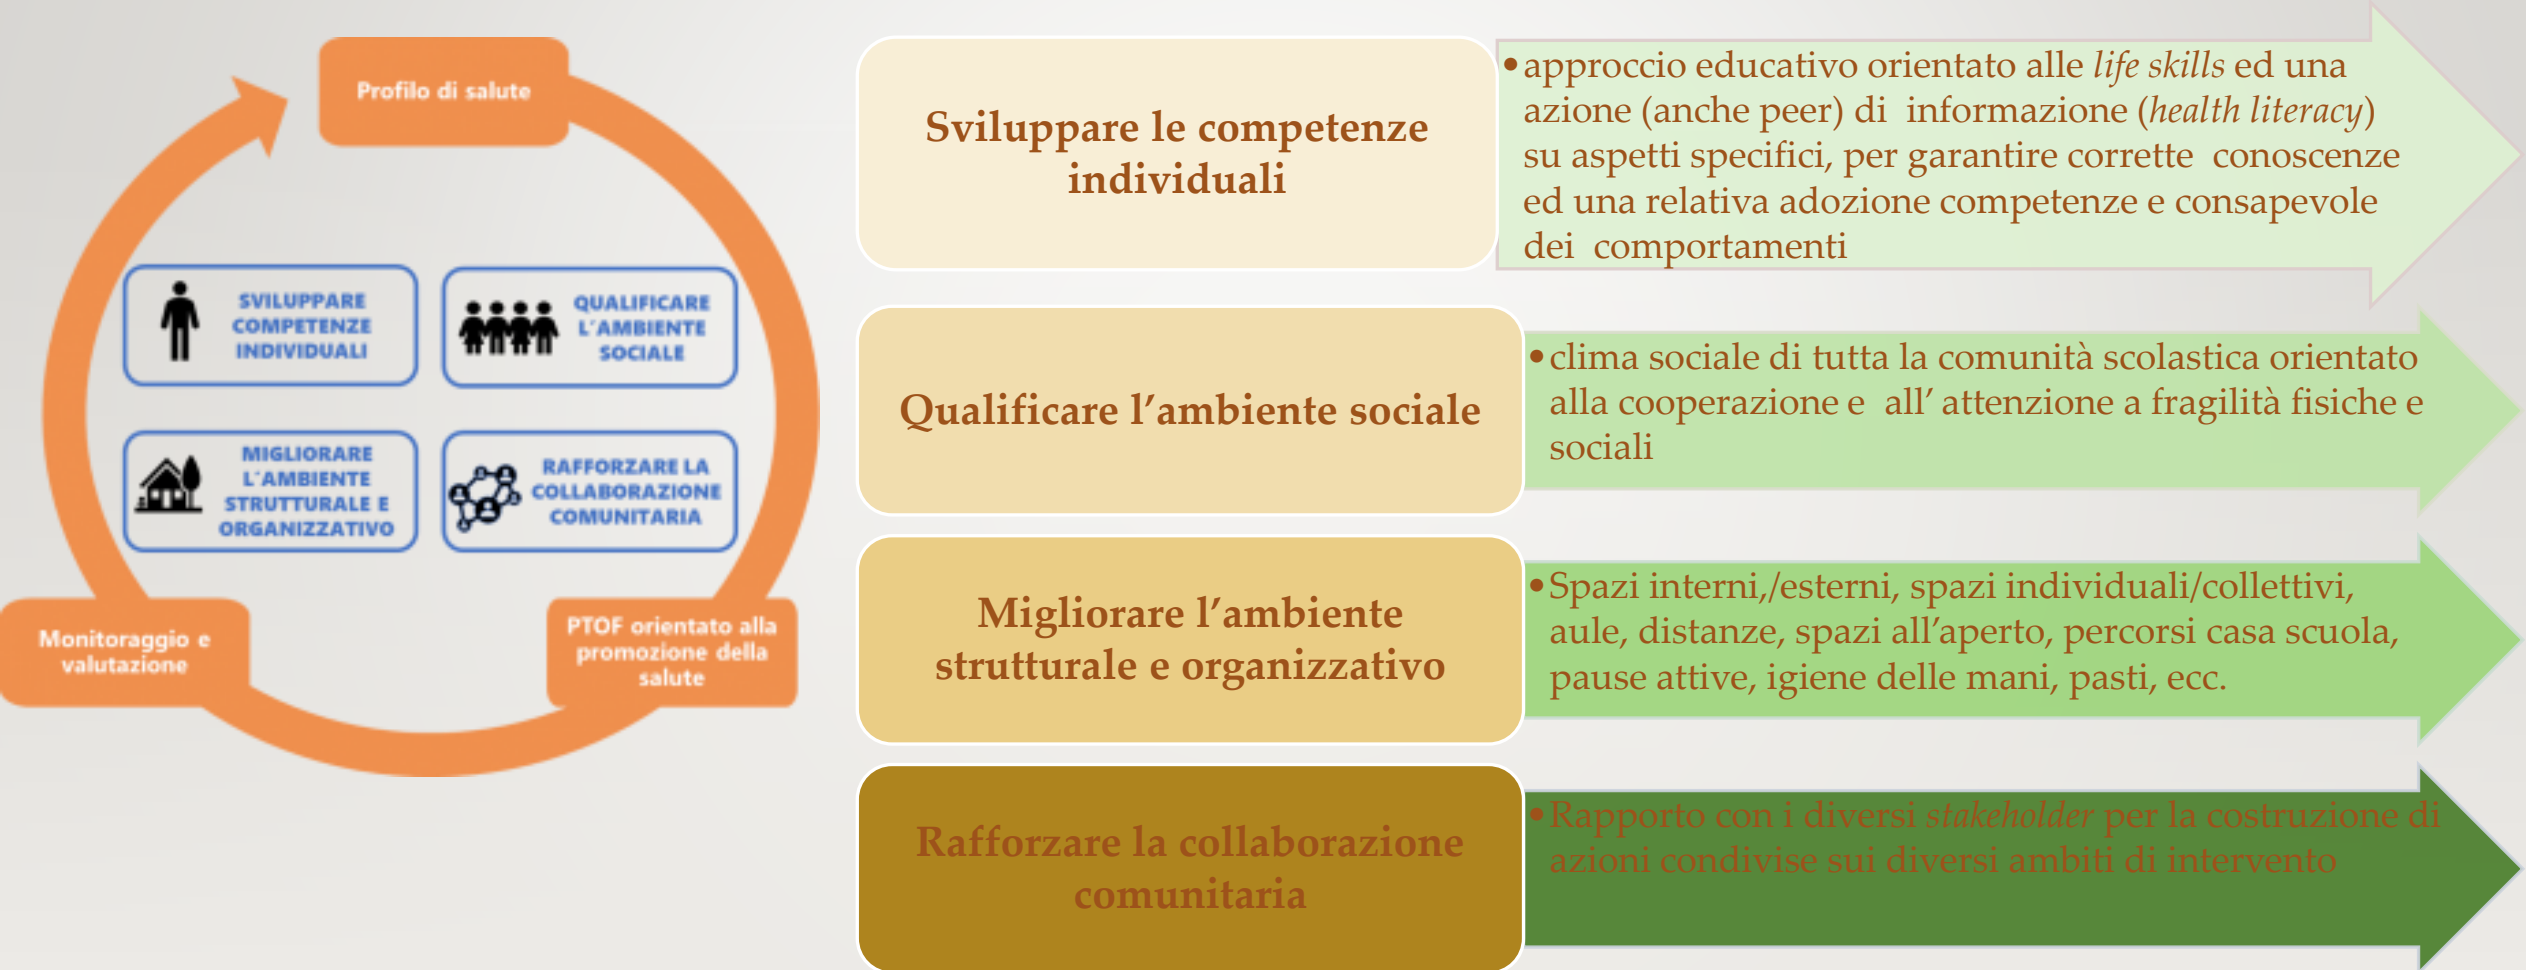 Profilo di salute
SVILUPPARE
COMPETENZE
INDIVIDUALI
QUALIFICARE
L'AMBIENTE
SOCIALE
MIGLIORARE
L'AMBIENTE
STRUTTURALE E
ORGANIZZATIVO
RAFFORZARE LA
COLLABORAZIONE
COMUNITARIA
Monitoraggio e
valutazione
PTOF orientato alla
promozione della
salute
Sviluppare le competenze
individuali
•approccio educativo orientato alle life skills ed una
azione (anche peer) di informazione (health literacy)
su aspetti specifici, per garantire corrette conoscenze
ed una relativa adozione competenze e consapevole
dei comportamenti
Qualificare l’ambiente sociale
•clima sociale di tutta la comunità scolastica orientato
alla cooperazione e all’ attenzione a fragilità fisiche e
sociali
Migliorare l’ambiente
strutturale e organizzativo
•Spazi interni,/esterni, spazi individuali/collettivi,
aule, distanze, spazi all’aperto, percorsi casa scuola,
pause attive, igiene delle mani, pasti, ecc.
Rafforzare la collaborazione
comunitaria
•Rapporto con i diversi stakeholder per la costruzione di
azioni condivise sui diversi ambiti di intervento